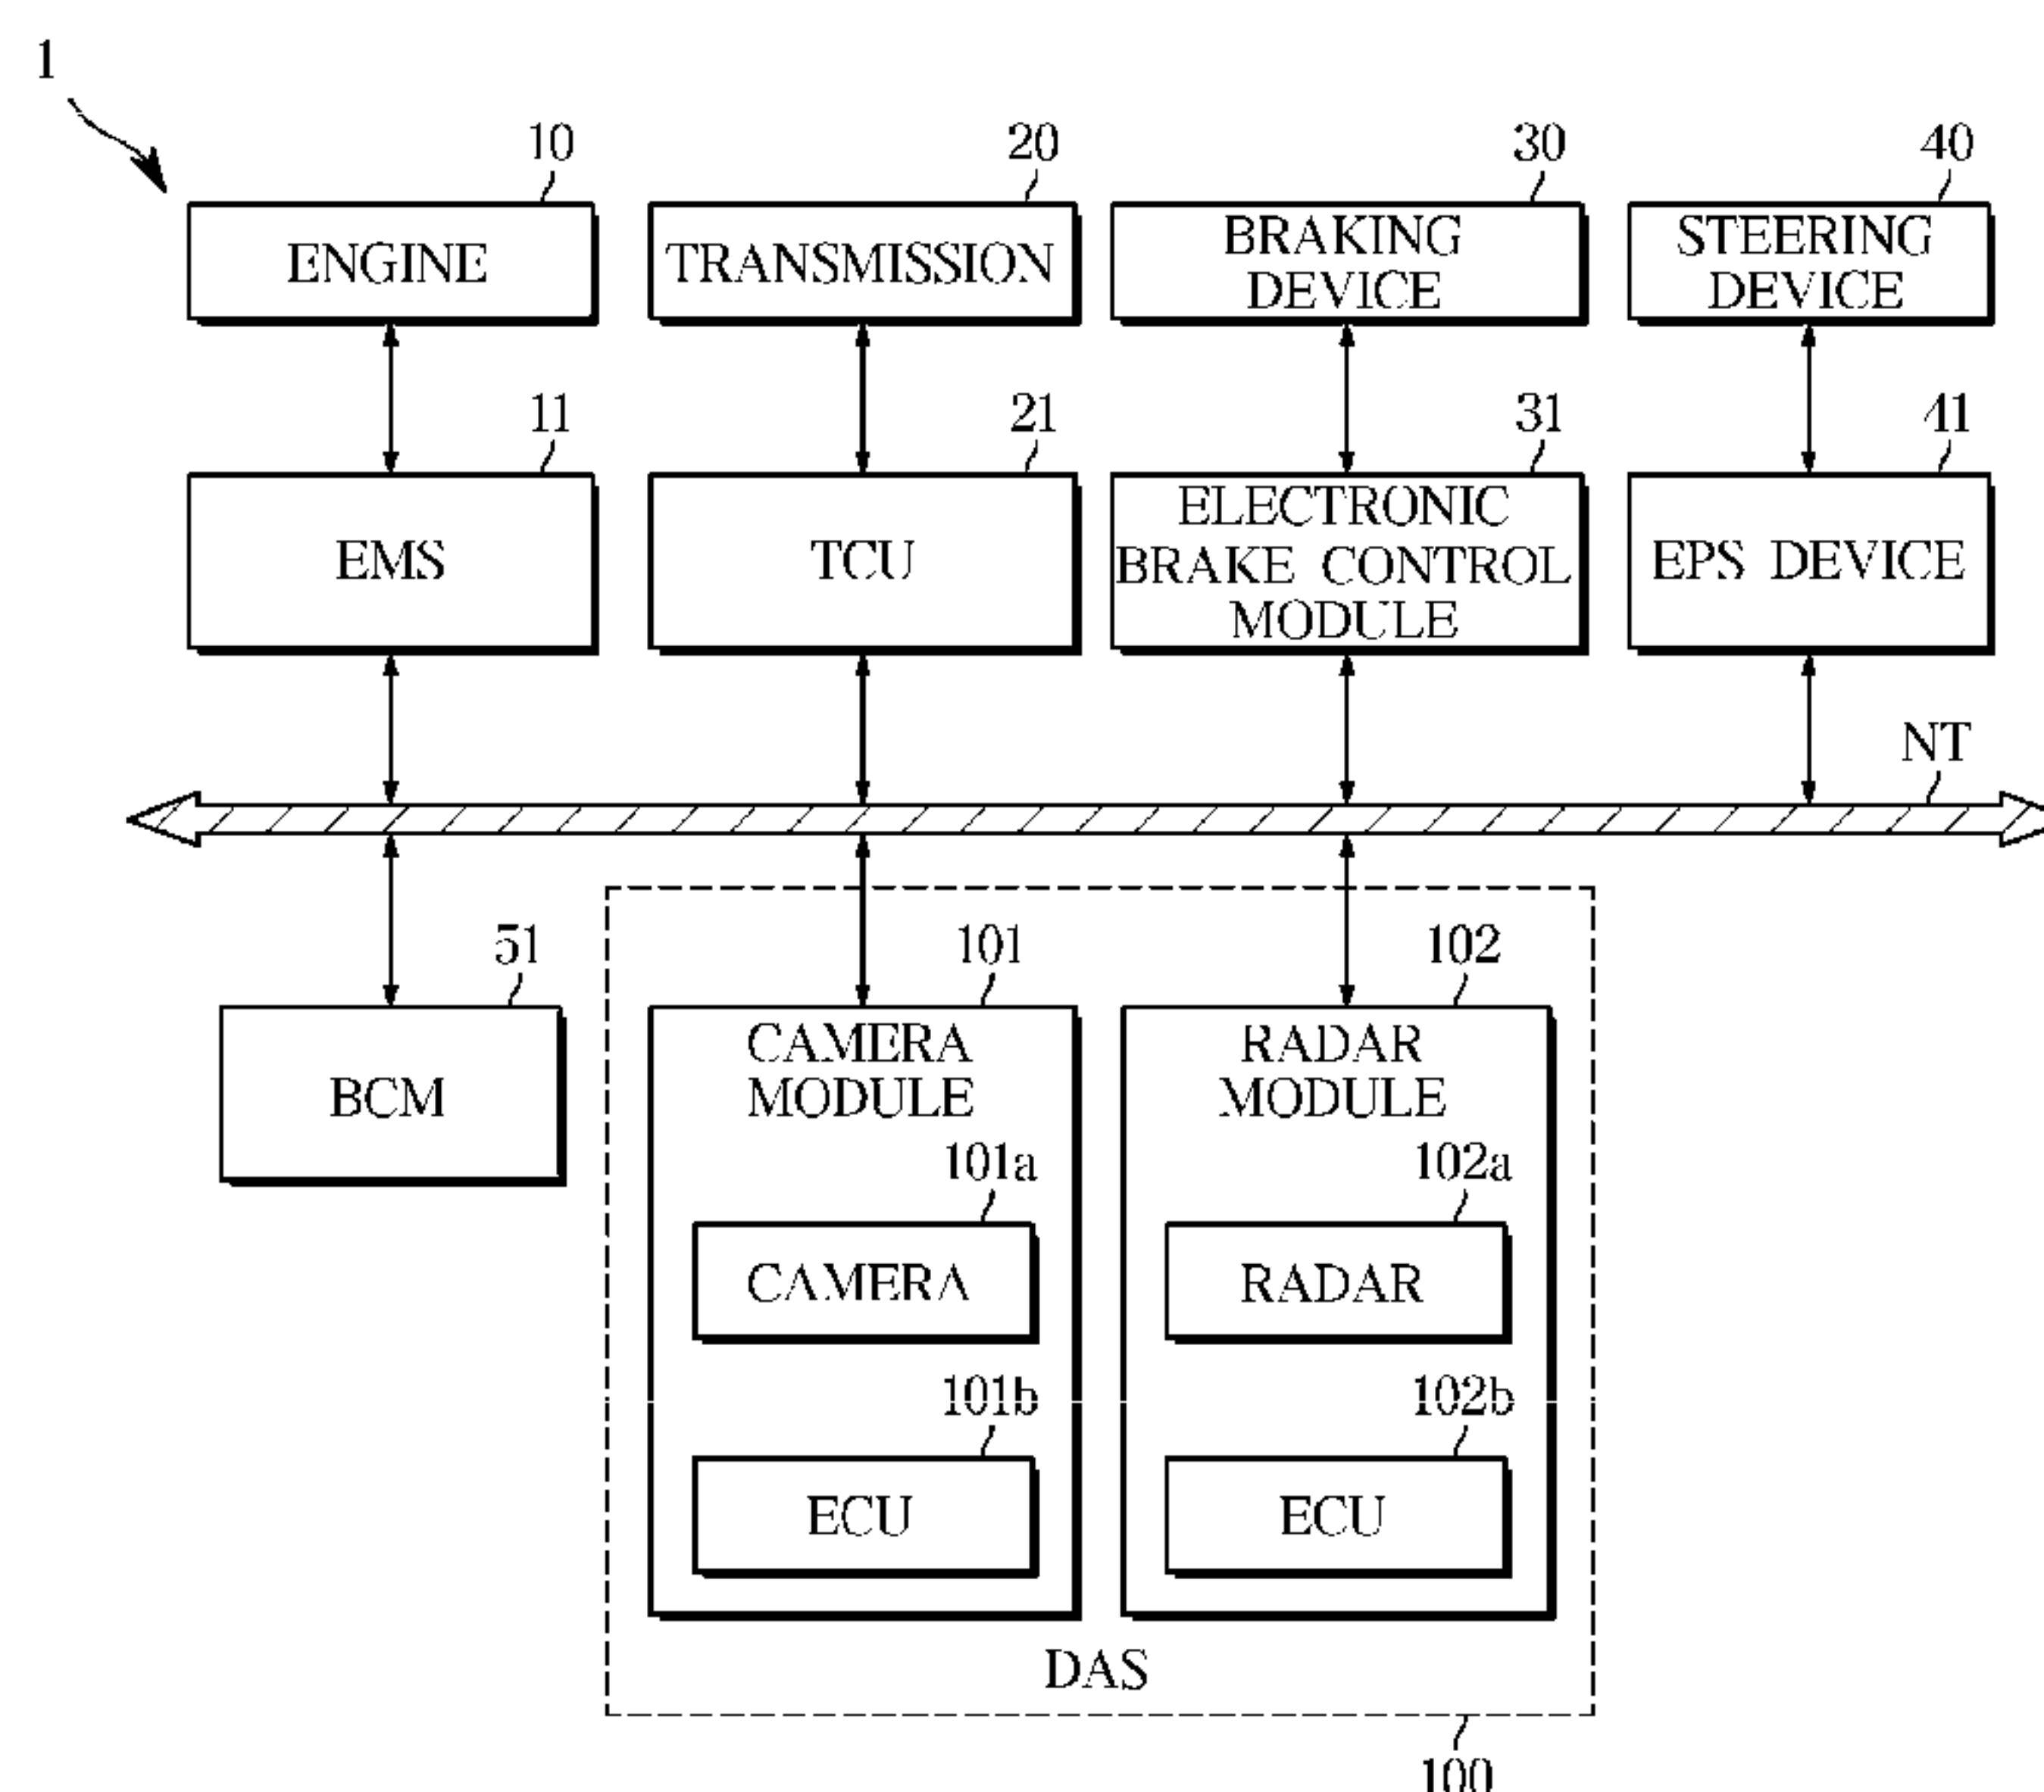 1
10
20
30
40
ENGINE
TRANSMISSION
BRAKING
DEVICE
STEERING
DEVICE
11
21
31
41
EMS
TCU
ELECTRONIC
BRAKE CONTROL
MODULE
EPS DEVICE
NT
51
101
102
BCM
CAMERA
MODULE
RADAR
MODULE
101a
102a
CAMERA
RADAR
101b
102b
ECU
ECU
DAS
100